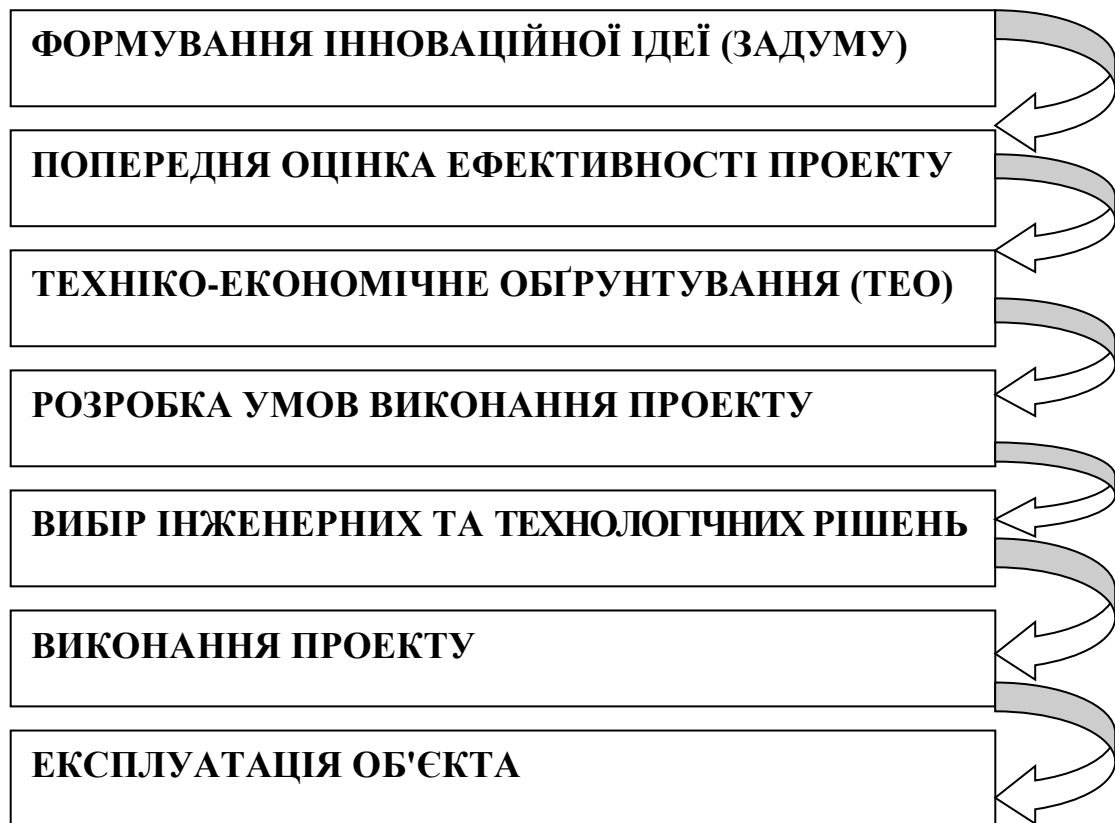 ФОРМУВАННЯ ІННОВАЦІЙНОЇ ІДЕЇ (ЗАДУМУ)
ПОПЕРЕДНЯ ОЦІНКА ЕФЕКТИВНОСТІ ПРОЕКТУ
ТЕХНІКО-ЕКОНОМІЧНЕ ОБҐРУНТУВАННЯ (ТЕО)
РОЗРОБКА УМОВ ВИКОНАННЯ ПРОЕКТУ
ВИБІР ІНЖЕНЕРНИХ ТА ТЕХНОЛОГІЧНИХ РІШЕНЬ
ВИКОНАННЯ ПРОЕКТУ
ЕКСПЛУАТАЦІЯ ОБ'ЄКТА